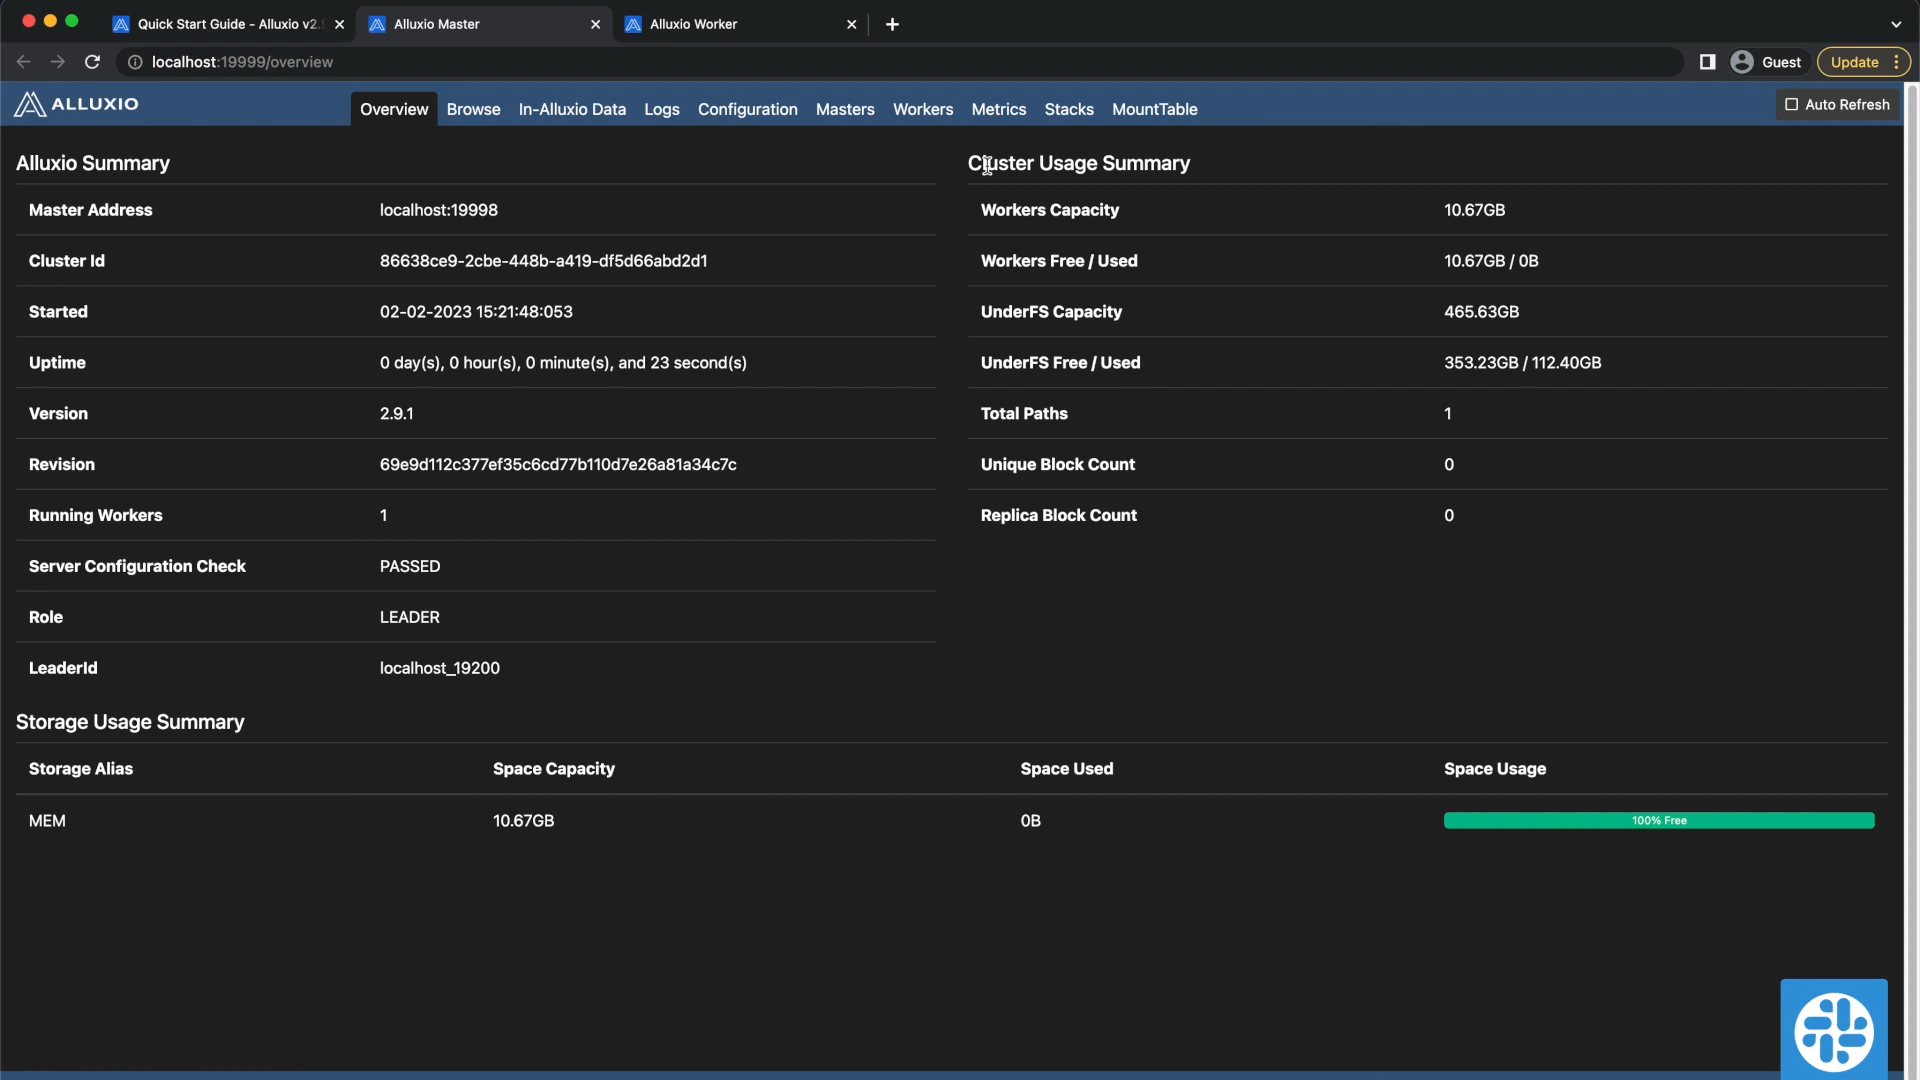 Quick Start Guide - Alluxio v2.
Alluxio Master
Alluxio Worker
localhost:19999/overview
Guest
Update
ALLUXIO
Overview
Browse
In-Alluxio Data
Logs
Configuration
Masters
Workers
Metrics
Stacks
MountTable
Auto Refresh
Alluxio Summary
Master Address localhost:19998
Cluster Id 86638ce9-2cbe-448b-a419-df5d66abd2d1
Started 02-02-2023 15:21:48:053
Uptime 0 day(s), 0 hour(s), 0 minute(s), and 23 second(s)
Version 2.9.1
Revision 69e9d112c377ef35c6cd77b110d7e26a81a34c7c
Running Workers 1
Server Configuration Check PASSED
Role LEADER
LeaderId localhost_19200
Cluster Usage Summary
Workers Capacity 10.67GB
Workers Free / Used 10.67GB / 0B
UnderFS Capacity 465.63GB
UnderFS Free / Used 353.23GB / 112.40GB
Total Paths 1
Unique Block Count 0
Replica Block Count 0
Storage Usage Summary
Storage Alias Space Capacity Space Used Space Usage
MEM 10.67GB 0B 100% Free